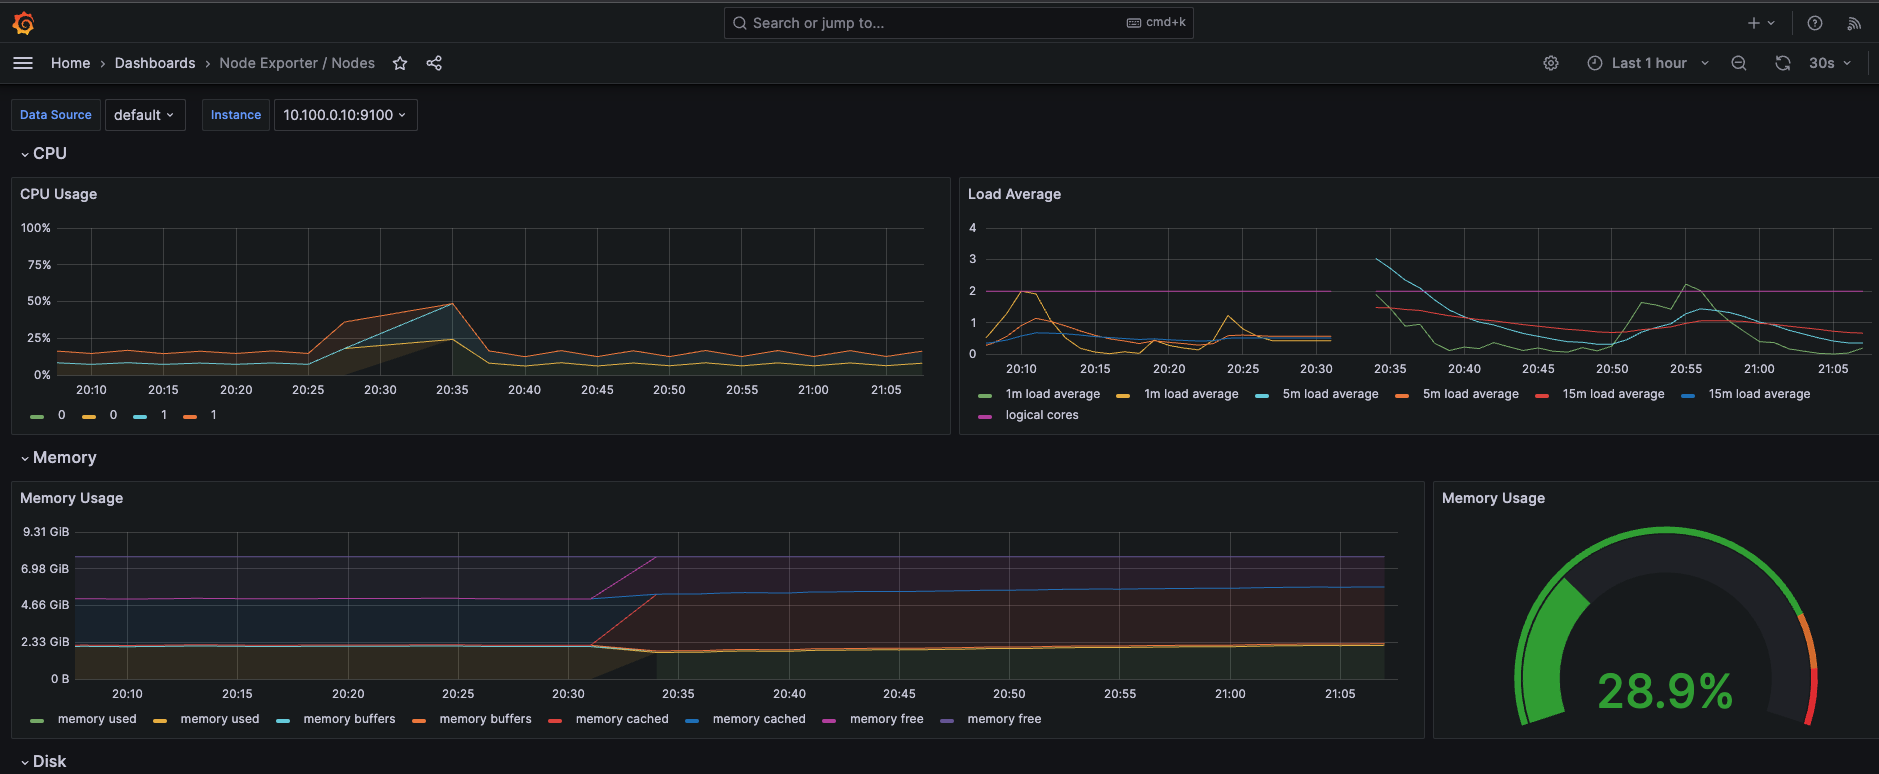 Search or jump to... cmd+k
Home › Dashboards › Node Exporter / Nodes Last 1 hour 30s
Data Source default Instance 10.100.0.10:9100
CPU
CPU Usage
100%
75%
50%
25%
0%
20:10 20:15 20:20 20:25 20:30 20:35 20:40 20:45 20:50 20:55 21:00 21:05
0 0 1 1
Load Average
4
3
2
1
0
20:10 20:15 20:20 20:25 20:30 20:35 20:40 20:45 20:50 20:55 21:00 21:05
1m load average 1m load average 5m load average 5m load average 15m load average 15m load average
logical cores
Memory
Memory Usage
9.31 GiB
6.98 GiB
4.66 GiB
2.33 GiB
0 B
20:10 20:15 20:20 20:25 20:30 20:35 20:40 20:45 20:50 20:55 21:00 21:05
memory used memory used memory buffers memory buffers memory cached memory cached memory free memory free
Memory Usage
28.9%
Disk